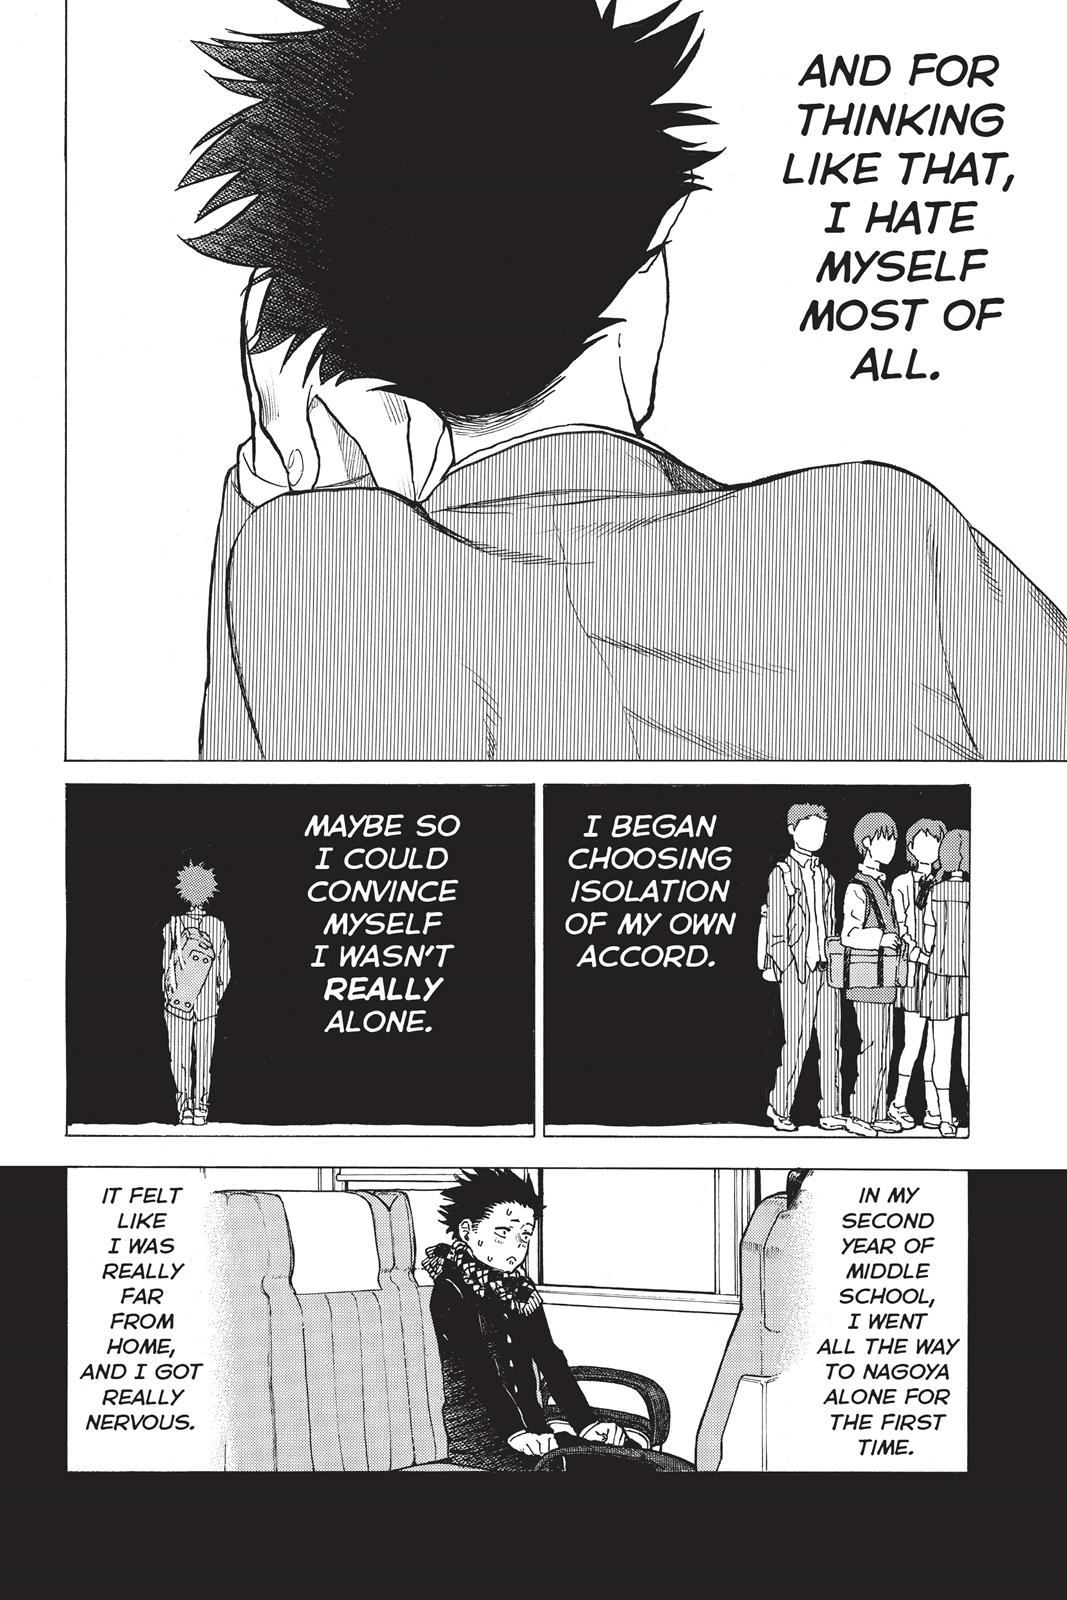 AND FOR
THINKING
LIKE THAT,
I HATE
MYSELF
MOST OF
ALL.
I BEGAN
CHOOSING
ISOLATION
OF MY OWN
ACCORD.
MAYBE SO
I COULD
CONVINCE
MYSELF
I WASN'T
REALLY
ALONE.
IN MY
SECOND
YEAR OF
MIDDLE
SCHOOL,
I WENT
ALL THE WAY
TO NAGOYA
ALONE FOR
THE FIRST
TIME.
IT FELT
LIKE
I WAS
REALLY
FAR
FROM
HOME,
AND I GOT
REALLY
NERVOUS.